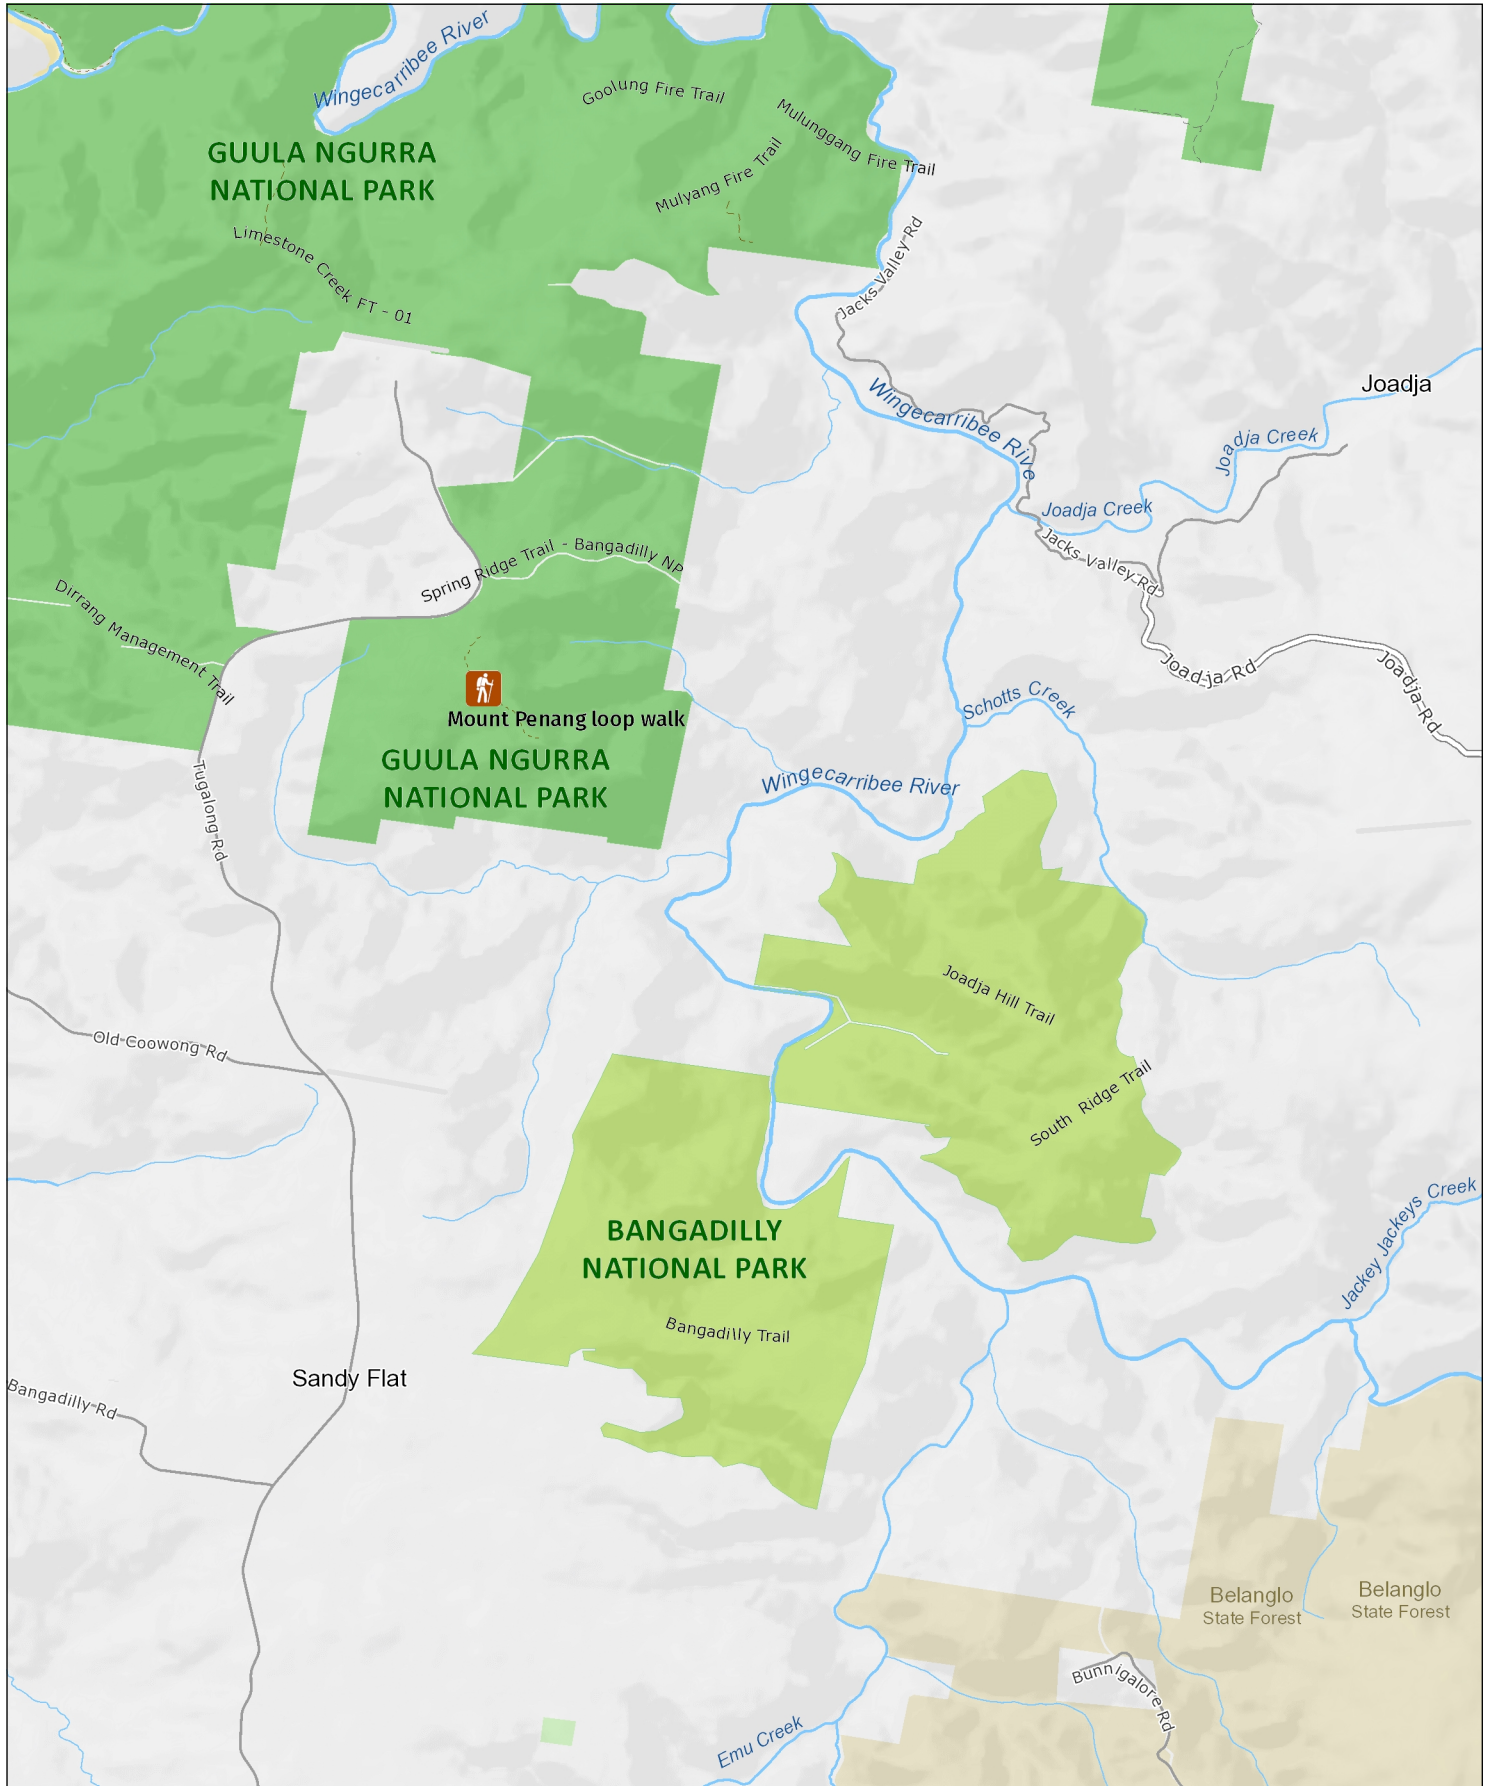 Wingecarribee River
Goolung Fire Trail
Mulunggang Fire Trail
GUULA NGURRA
NATIONAL PARK
Mulyang Fire Trail
Limestone Creek FT - 01
Jacks Valley Rd
Joadja
Wingecarribee Rive
Joadja Creek
Joadja Creek
Jacks Valley Rd
Spring Ridge Trail - Bangadilly NP
Dirrang Management Trail
Joadja Rd
Joadja Rd
Mount Penang loop walk
Schotts Creek
GUULA NGURRA
NATIONAL PARK
Wingecarribee River
Tugalong Rd
Joadja Hill Trail
Old Coowong Rd
South Ridge Trail
BANGADILLY
NATIONAL PARK
Jackey Jackeys Creek
Bangadilly Trail
Sandy Flat
Bangadilly Rd
Belanglo
State Forest
Belanglo
State Forest
Bunnigalore Rd
Emu Creek